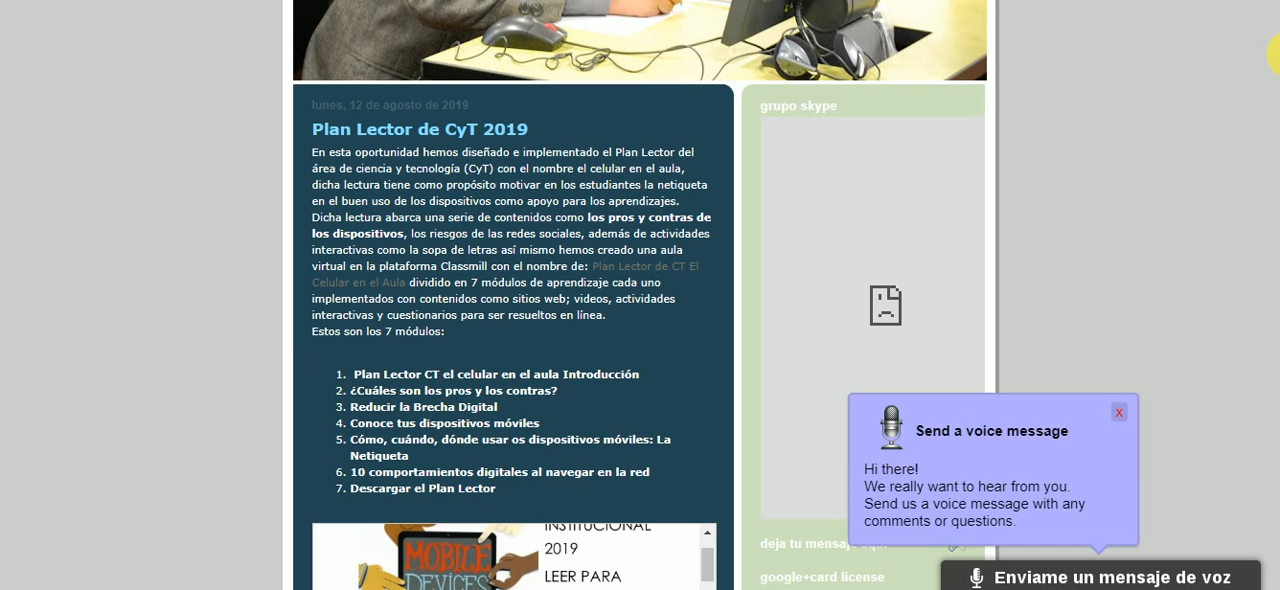 lunes, 12 de agosto de 2019
Plan Lector de CyT 2019
En esta oportunidad hemos diseñado e implementado el Plan Lector del
área de ciencia y tecnología (CyT) con el nombre el celular en el aula,
dicha lectura tiene como propósito motivar en los estudiantes la netiqueta
en el buen uso de los dispositivos como apoyo para los aprendizajes.
Dicha lectura abarca una serie de contenidos como los pros y contras de
los dispositivos, los riesgos de las redes sociales, además de actividades
interactivas como la sopa de letras así mismo hemos creado una aula
virtual en la plataforma Classmill con el nombre de: Plan Lector de CT El
Celular en el Aula dividido en 7 módulos de aprendizaje cada uno
implementados con contenidos como sitios web; videos, actividades
interactivas y cuestionarios para ser resueltos en línea.
Estos son los 7 módulos:
1. Plan Lector CT el celular en el aula Introducción
2. ¿Cuáles son los pros y los contras?
3. Reducir la Brecha Digital
4. Conoce tus dispositivos móviles
5. Cómo, cuándo, dónde usar os dispositivos móviles: La
Netiqueta
6. 10 comportamientos digitales al navegar en la red
7. Descargar el Plan Lector
MOBILE
DEVICES
INSTITUCIONAL
2019
LEER PARA
grupo skype
deja tu mensaje
google+card license
x
Send a voice message
Hi there!
We really want to hear from you.
Send us a voice message with any
comments or questions.
Enviame un mensaje de voz